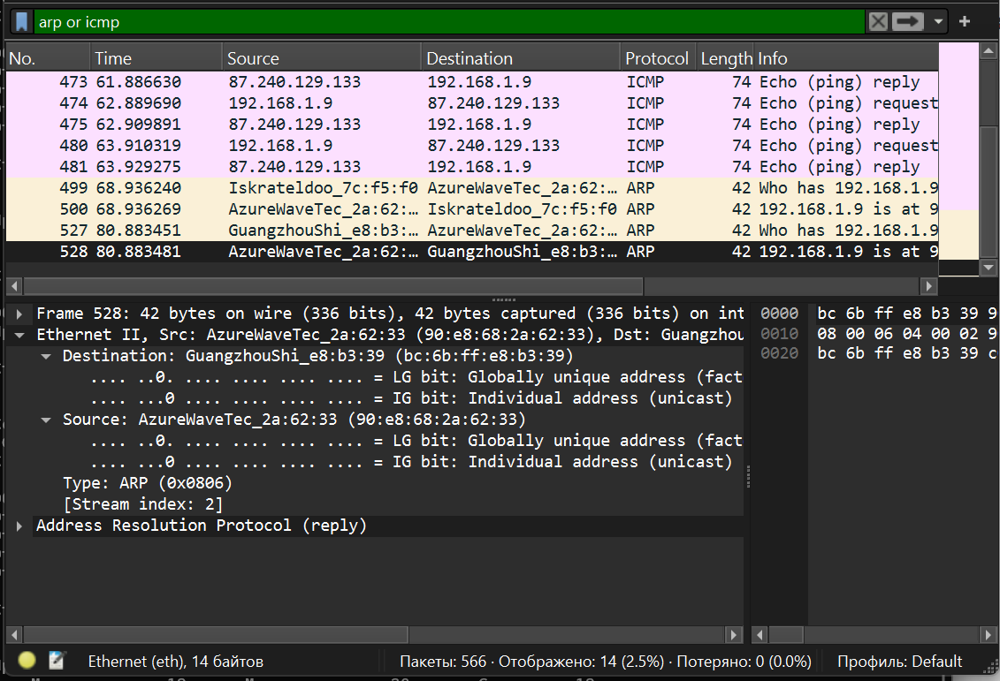 arp or icmp
No. Time Source Destination Protocol Length Info
473 61.886630 87.240.129.133 192.168.1.9 ICMP 74 Echo (ping) reply
474 62.889690 192.168.1.9 87.240.129.133 ICMP 74 Echo (ping) request
475 62.909891 87.240.129.133 192.168.1.9 ICMP 74 Echo (ping) reply
480 63.910319 192.168.1.9 87.240.129.133 ICMP 74 Echo (ping) request
481 63.929275 87.240.129.133 192.168.1.9 ICMP 74 Echo (ping) reply
499 68.936240 Iskrateldoo_7c:f5:f0 AzureWaveTec_2a:62:… ARP 42 Who has 192.168.1.9
500 68.936269 AzureWaveTec_2a:62:… Iskrateldoo_7c:f5:f0 ARP 42 192.168.1.9 is at 9
527 80.883451 GuangzhouShi_e8:b3:… AzureWaveTec_2a:62:… ARP 42 Who has 192.168.1.9
528 80.883481 AzureWaveTec_2a:62:… GuangzhouShi_e8:b3:… ARP 42 192.168.1.9 is at 9
Frame 528: 42 bytes on wire (336 bits), 42 bytes captured (336 bits) on int
Ethernet II, Src: AzureWaveTec_2a:62:33 (90:e8:68:2a:62:33), Dst: Guangzhou
Destination: GuangzhouShi_e8:b3:39 (bc:6b:ff:e8:b3:39)
.... ..0. .... .... .... .... = LG bit: Globally unique address (fact
.... ...0 .... .... .... .... = IG bit: Individual address (unicast)
Source: AzureWaveTec_2a:62:33 (90:e8:68:2a:62:33)
.... ..0. .... .... .... .... = LG bit: Globally unique address (fact
.... ...0 .... .... .... .... = IG bit: Individual address (unicast)
Type: ARP (0x0806)
[Stream index: 2]
Address Resolution Protocol (reply)
0000 bc 6b ff e8 b3 39 9
0010 08 00 06 04 00 02 9
0020 bc 6b ff e8 b3 39 c
Ethernet (eth), 14 байтов Пакеты: 566 · Отображено: 14 (2.5%) · Потеряно: 0 (0.0%) Профиль: Default